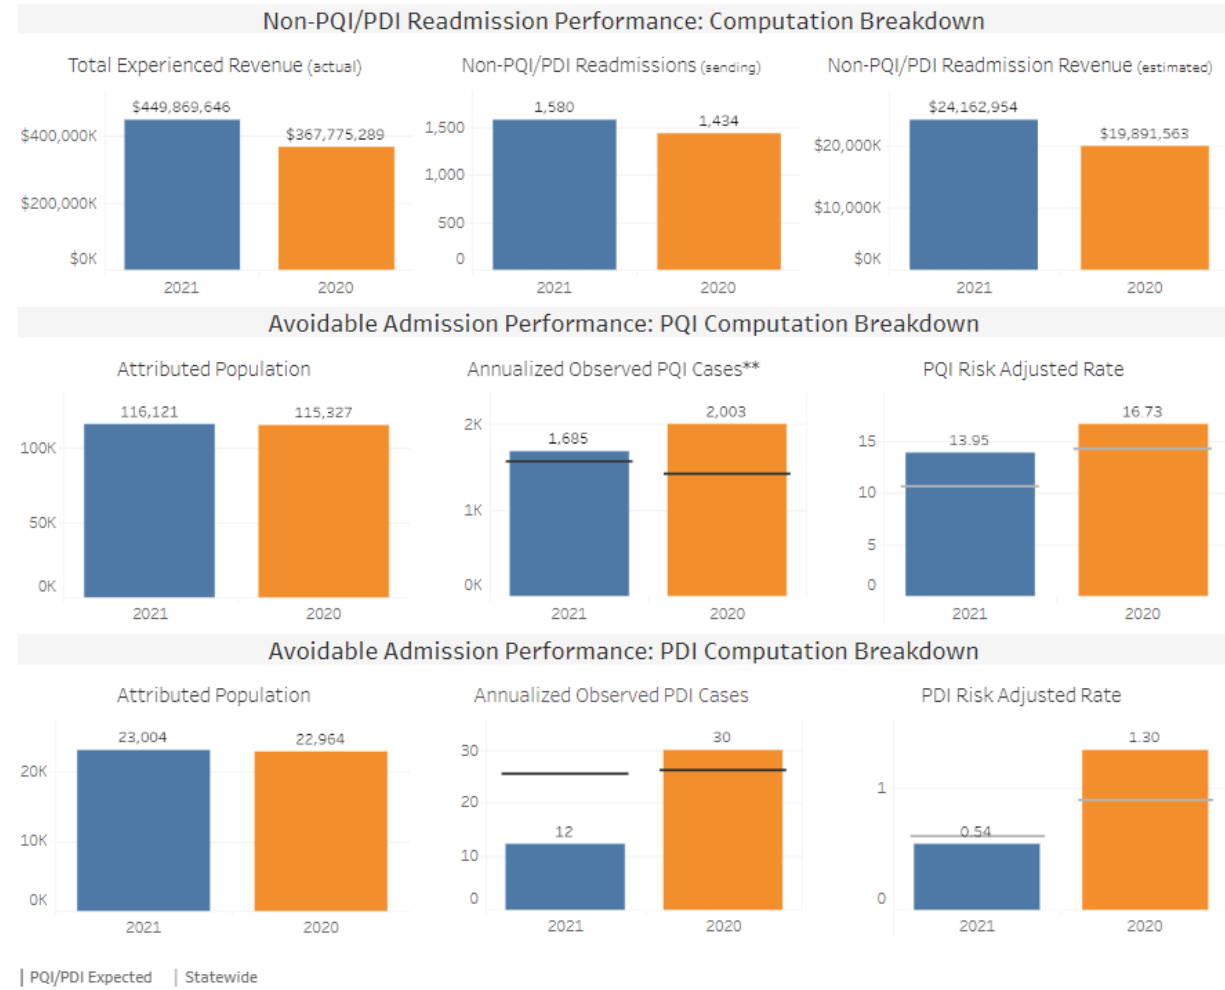 Non-PQI/PDI Readmission Performance: Computation Breakdown
Total Experienced Revenue (actual)
$449,869,646
$367,775,289
$400,000K
$200,000K
$0K
2021
2020
Non-PQI/PDI Readmissions (sending)
1,580
1,434
1,500
1,000
500
0
2021
2020
Non-PQI/PDI Readmission Revenue (estimated)
$24,162,954
$19,891,563
$20,000K
$10,000K
$0K
2021
2020
Avoidable Admission Performance: PQI Computation Breakdown
Attributed Population
116,121
115,327
100K
50K
0K
2021
2020
Annualized Observed PQI Cases**
2,003
1,685
2K
1K
0K
2021
2020
PQI Risk Adjusted Rate
16.73
13.95
15
10
5
0
2021
2020
Avoidable Admission Performance: PDI Computation Breakdown
Attributed Population
23,004
22,964
20K
10K
0K
2021
2020
Annualized Observed PDI Cases
30
12
30
20
10
0
2021
2020
PDI Risk Adjusted Rate
1.30
0.54
1
0
2021
2020
PQI/PDI Expected
Statewide